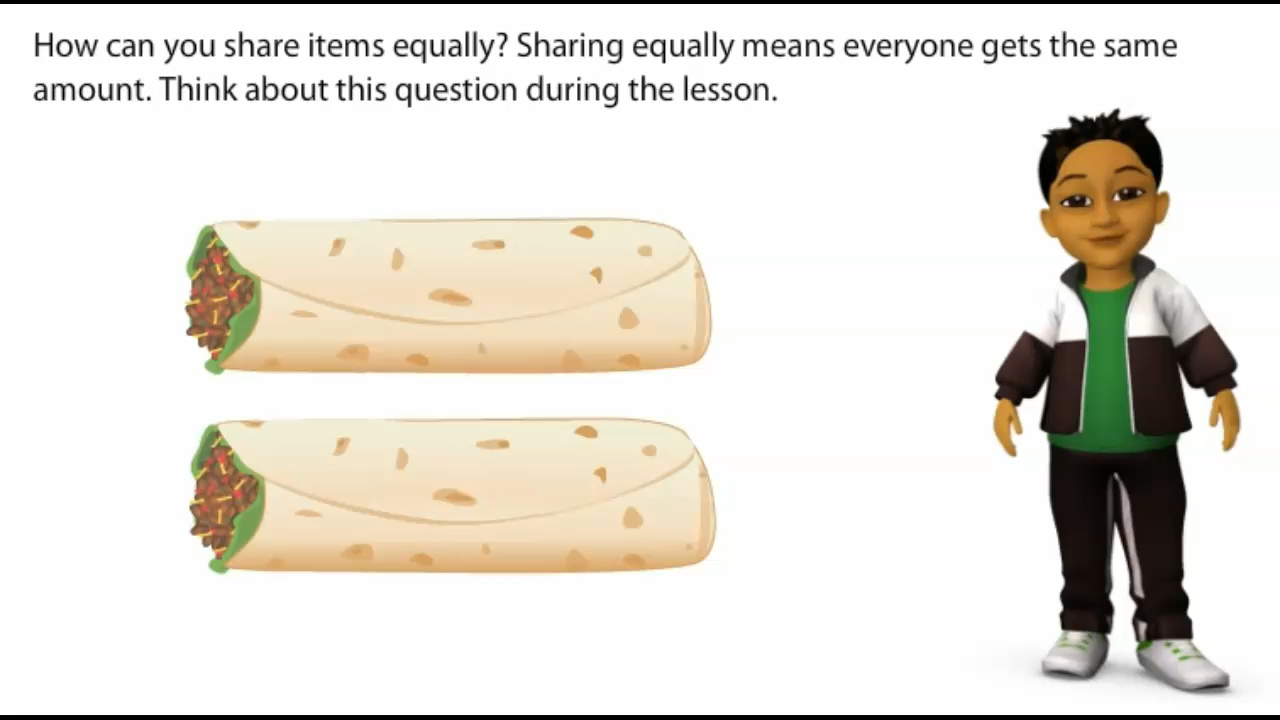 How can you share items equally? Sharing equally means everyone gets the same
amount. Think about this question during the lesson.